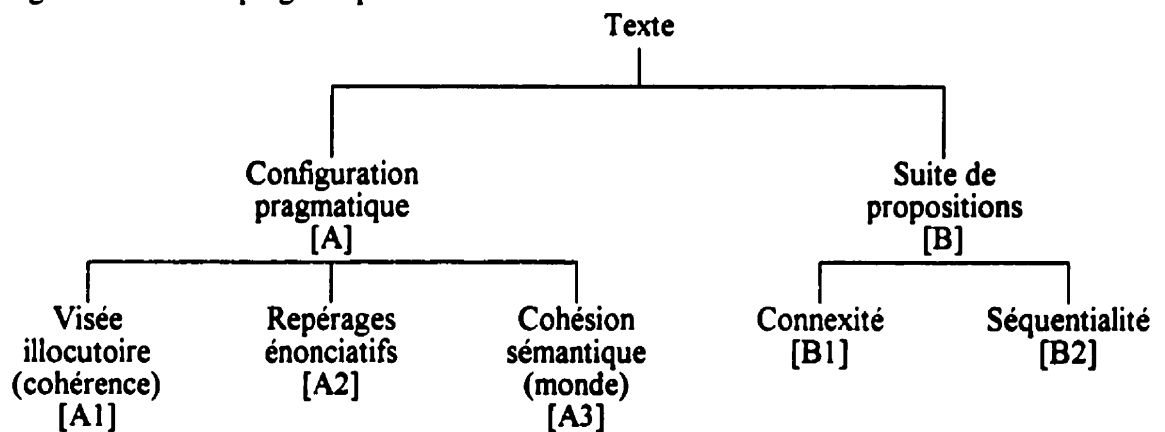 Texte
Configuration
pragmatique
[A]
Suite de
propositions
[B]
Visée
illocutoire
(cohérence)
[A1]
Repérages
énonciatifs
[A2]
Cohésion
sémantique
(monde)
[A3]
Connexité
[B1]
Séquentialité
[B2]